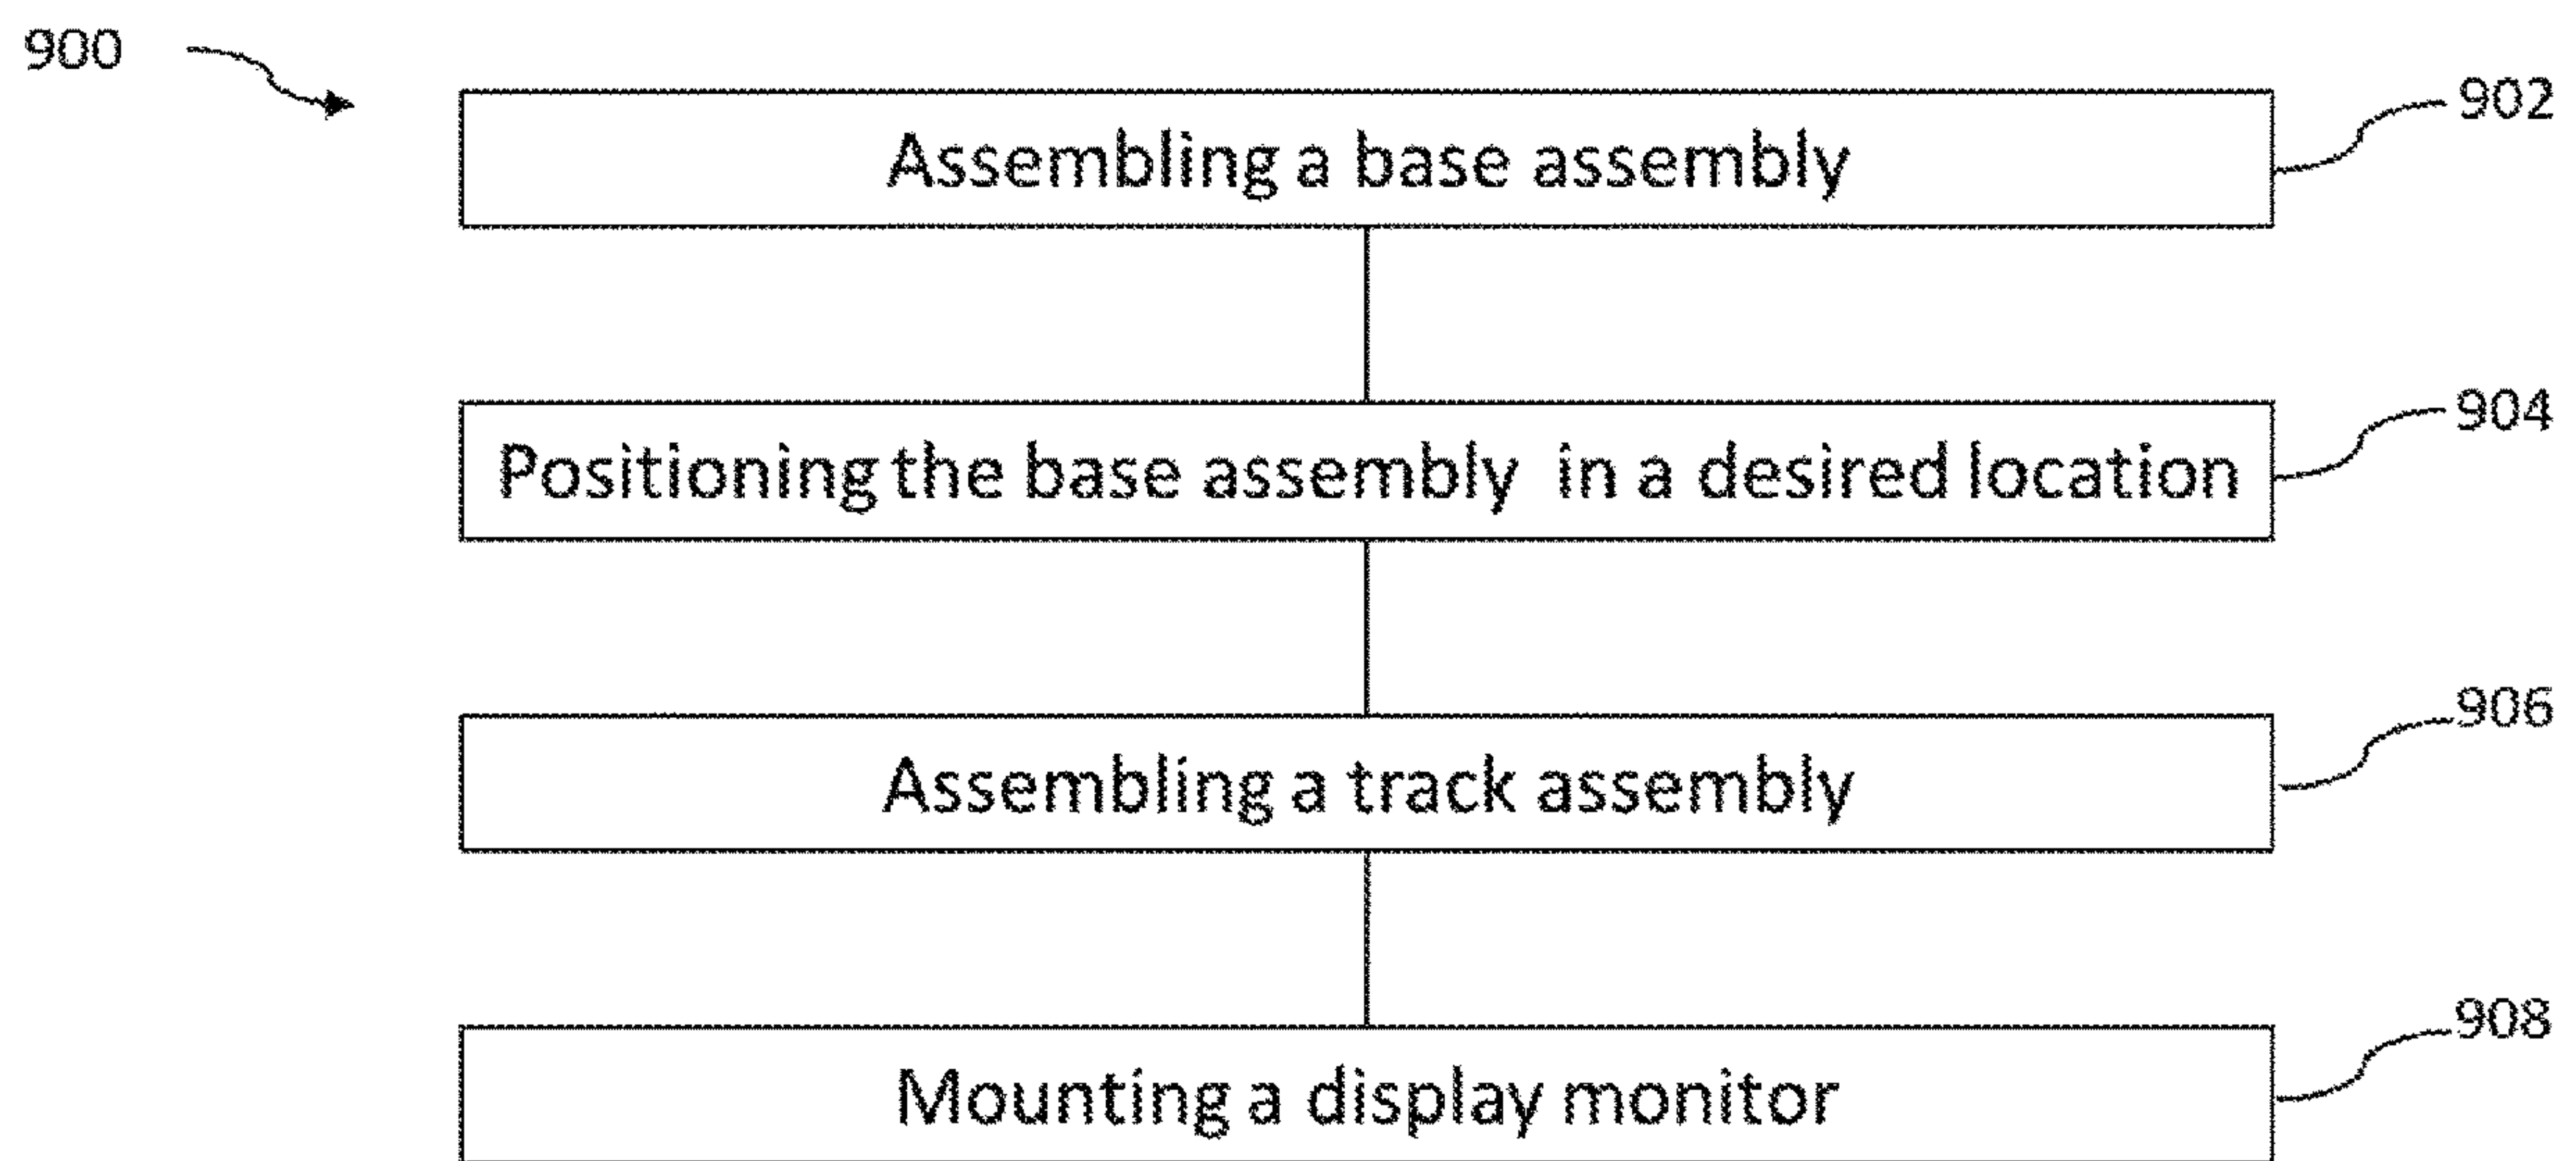 900
Assembling a base assembly
902
Positioning the base assembly in a desired location
904
Assembling a track assembly
906
Mounting a display monitor
908